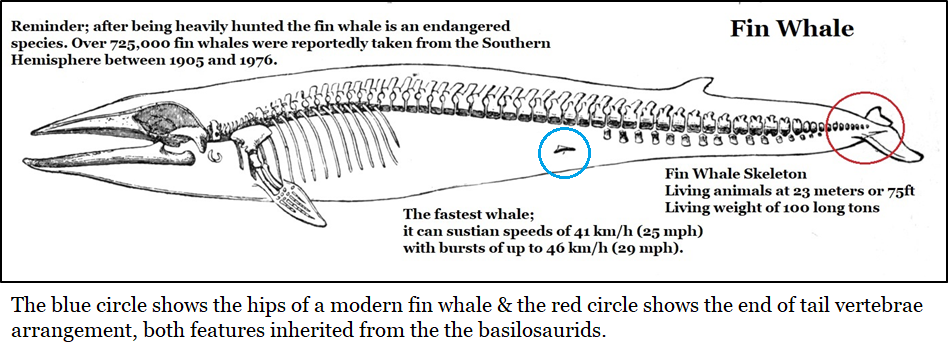 Reminder; after being heavily hunted the fin whale is an endangered
species. Over 725,000 fin whales were reportedly taken from the Southern
Hemisphere between 1905 and 1976.
Fin Whale
Fin Whale Skeleton
Living animals at 23 meters or 75ft
Living weight of 100 long tons
The fastest whale;
it can sustian speeds of 41 km/h (25 mph)
with bursts of up to 46 km/h (29 mph).
The blue circle shows the hips of a modern fin whale & the red circle shows the end of tail vertebrae
arrangement, both features inherited from the the basilosaurids.